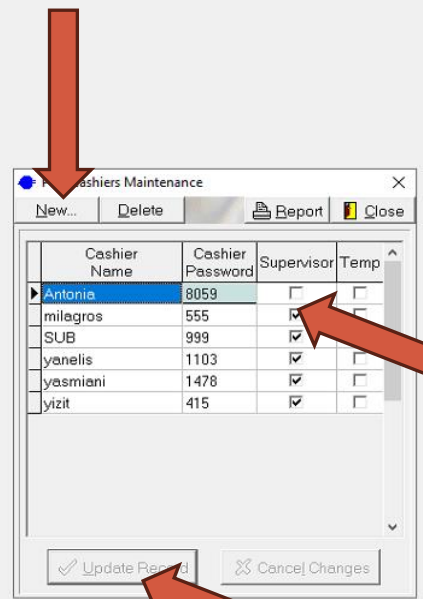 ashiers Maintenance
New... Delete Report Close
Cashier Name Cashier Password Supervisor Temp
Antonia 8059
milagros 555
SUB 999
yanelis 1103
yasmiani 1478
yizit 415
Update Record Cancel Changes